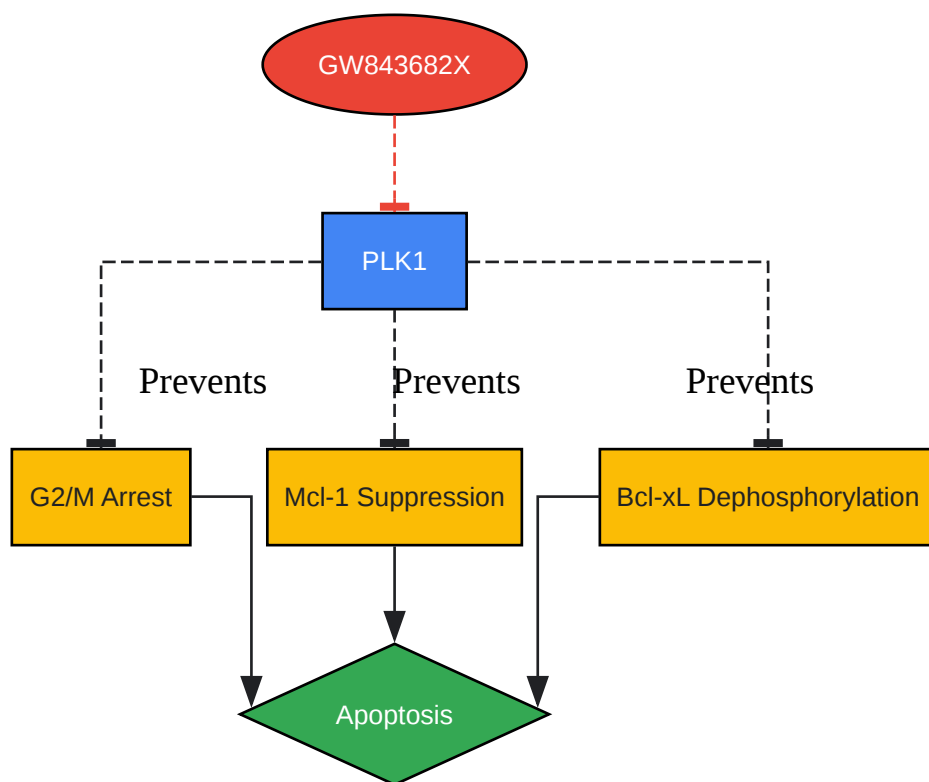 GW843682X
PLK1
Prevents
Prevents
Prevents
G2/M Arrest
Mcl-1 Suppression
Bcl-xL Dephosphorylation
Apoptosis